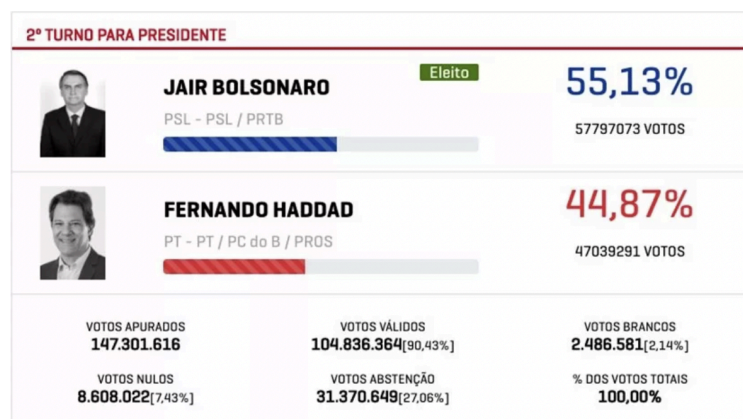 2º TURNO PARA PRESIDENTE
JAIR BOLSONARO
Eleito
55,13%
PSL - PSL / PRTB
57797073 VOTOS
FERNANDO HADDAD
44,87%
PT - PT / PC do B / PROS
47039291 VOTOS
VOTOS APURADOS
147.301.616
VOTOS VÁLIDOS
104.836.364[90,43%]
VOTOS BRANCOS
2.486.581[2,14%]
VOTOS NULOS
8.608.022[7,43%]
VOTOS ABSTENÇÃO
31.370.649[27,06%]
% DOS VOTOS TOTAIS
100,00%